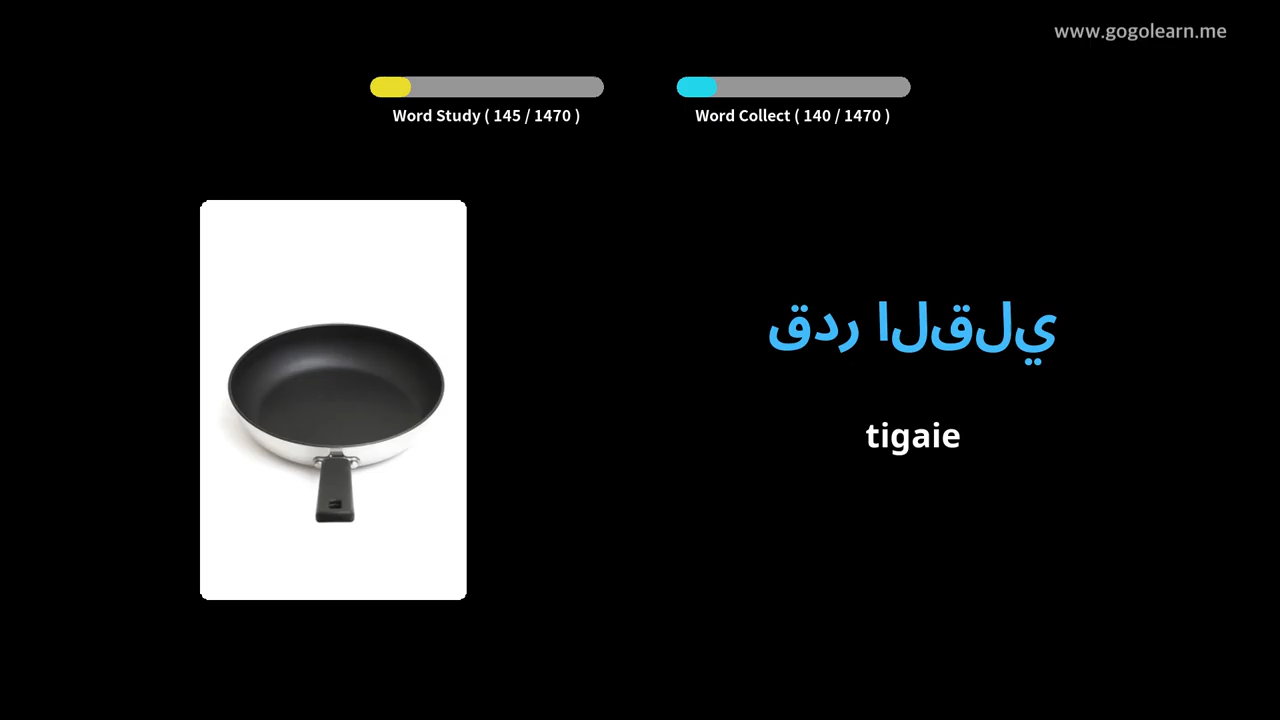 www.gogolearn.me
Word Study ( 145 / 1470 )
Word Collect ( 140 / 1470 )
قدر القلي
tigaie